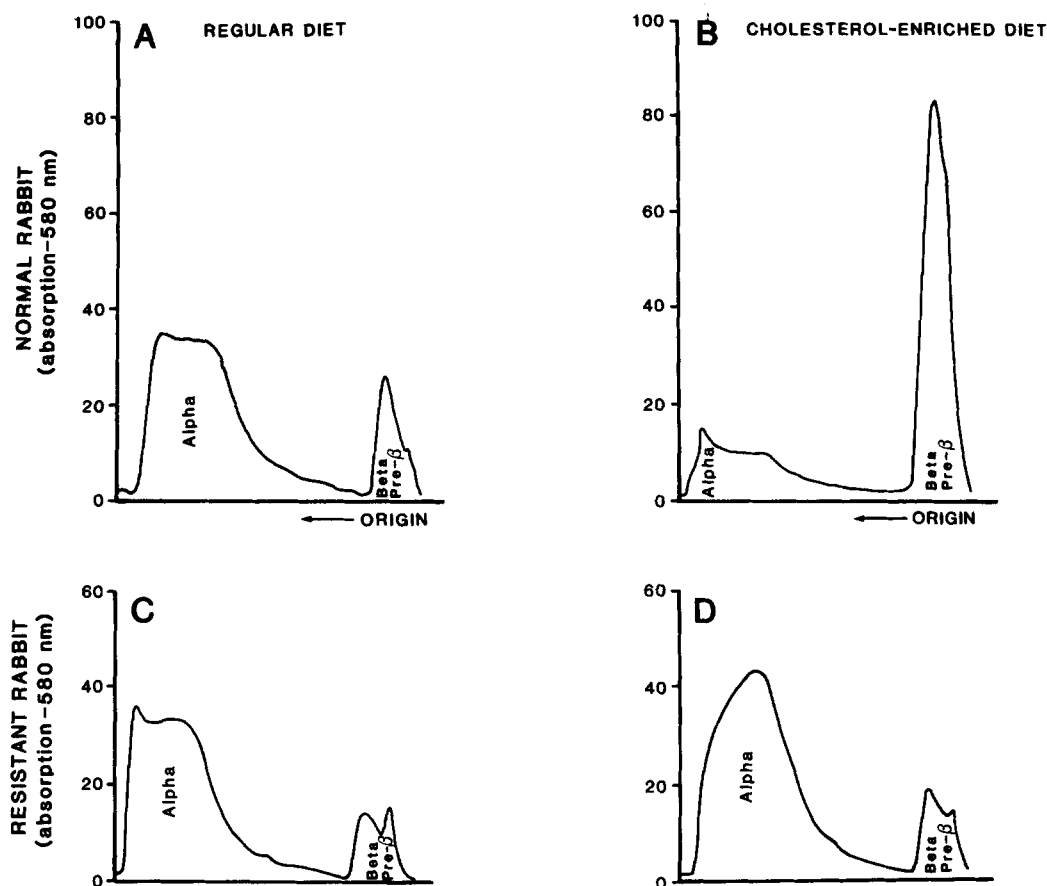 A REGULAR DIET
B CHOLESTEROL-ENRICHED DIET
NORMAL RABBIT
(absorption-580 nm)
100
80
60
40
20
0
Alpha
Beta
Pre-β
← ORIGIN
100
80
60
40
20
0
Alpha
Beta
Pre-β
← ORIGIN
RESISTANT RABBIT
(absorption-580 nm)
C
60
40
20
0
Alpha
Beta
Pre-β
D
60
40
20
0
Alpha
Beta
Pre-β